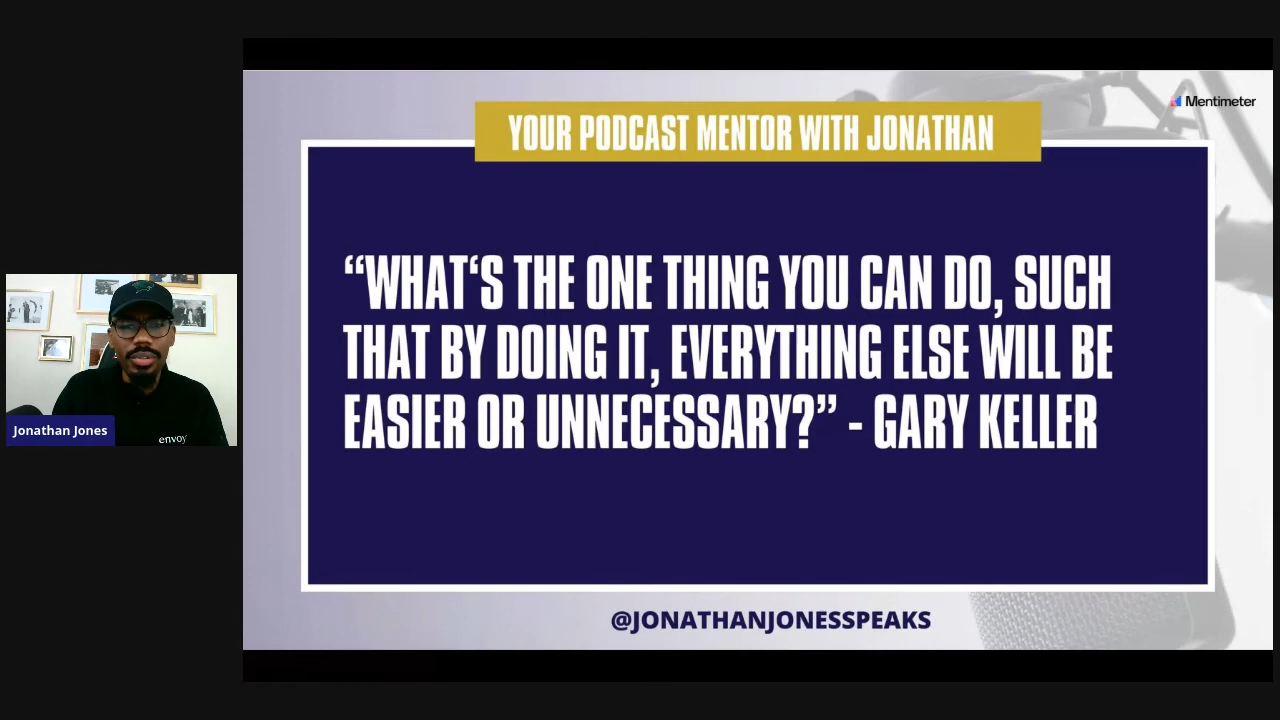 Mentimeter
YOUR PODCAST MENTOR WITH JONATHAN
“WHAT‘S THE ONE THING YOU CAN DO, SUCH
THAT BY DOING IT, EVERYTHNG ELSE WILL BE
EASIER OR UNNECESSARY?” - GARY KELLER
@JONATHANJONESSPEAKS
Jonathan Jones
envoy